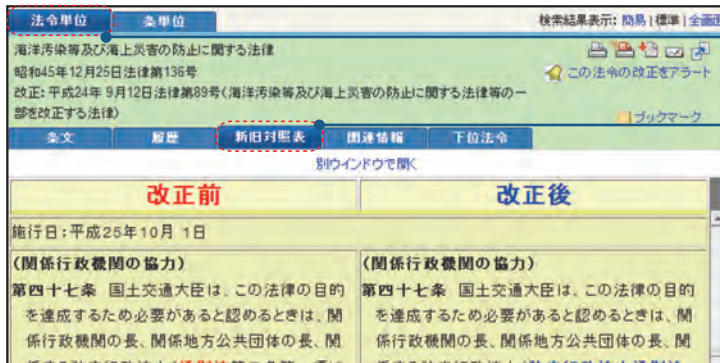 法令単位 条単位 検索結果表示: 簡易 | 標準 | 全画面
海洋汚染等及び海上災害の防止に関する法律
昭和45年12月25日法律第136号 この法令の改正をアラート
改正: 平成24年 9月12日法律第89号(海洋汚染等及び海上災害の防止に関する法律等の一
部を改正する法律) ブックマーク
条文 履歴 新旧対照表 関連情報 下位法令
別ウインドウで開く
改正前 改正後
施行日:平成25年10月 1日
(関係行政機関の協力) (関係行政機関の協力)
第四十七条 国土交通大臣は、この法律の目的 第四十七条 国土交通大臣は、この法律の目的
を達成するため必要があると認めるときは、関 を達成するため必要があると認めるときは、関
係行政機関の長、関係地方公共団体の長、関 係行政機関の長、関係地方公共団体の長、関